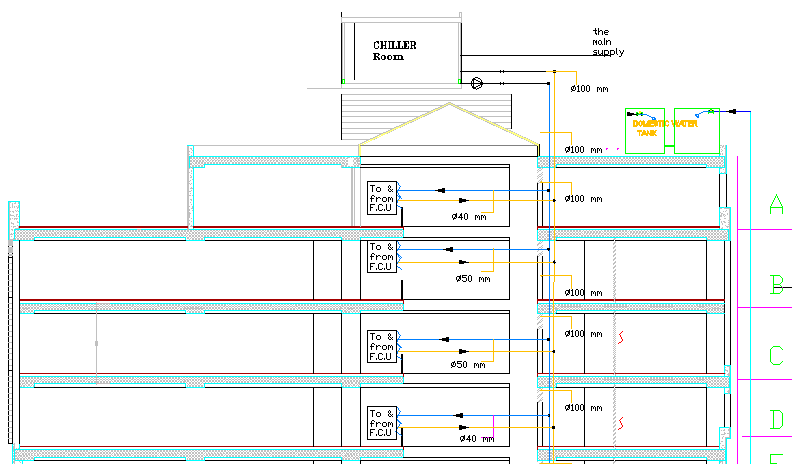 CHILLER
Room
the
main
supply
Ø100 mm
DOMESTIC WATER
TANK
Ø100 mm
To &
from
F.C.U
Ø40 mm
Ø100 mm
A
To &
from
F.C.U
Ø50 mm
Ø100 mm
B
To &
from
F.C.U
Ø50 mm
Ø100 mm
C
To &
from
F.C.U
Ø40 mm
Ø100 mm
D